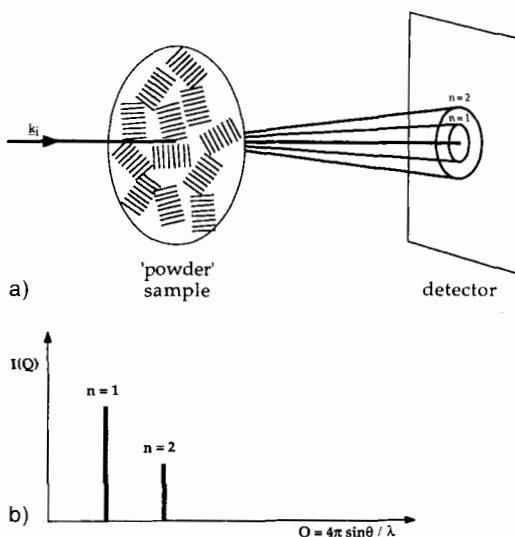 n=2
n=1
k_i
'powder'
sample
detector
a)
I(Q)
n = 1
n = 2
b)
Q = 4π sinθ / λ